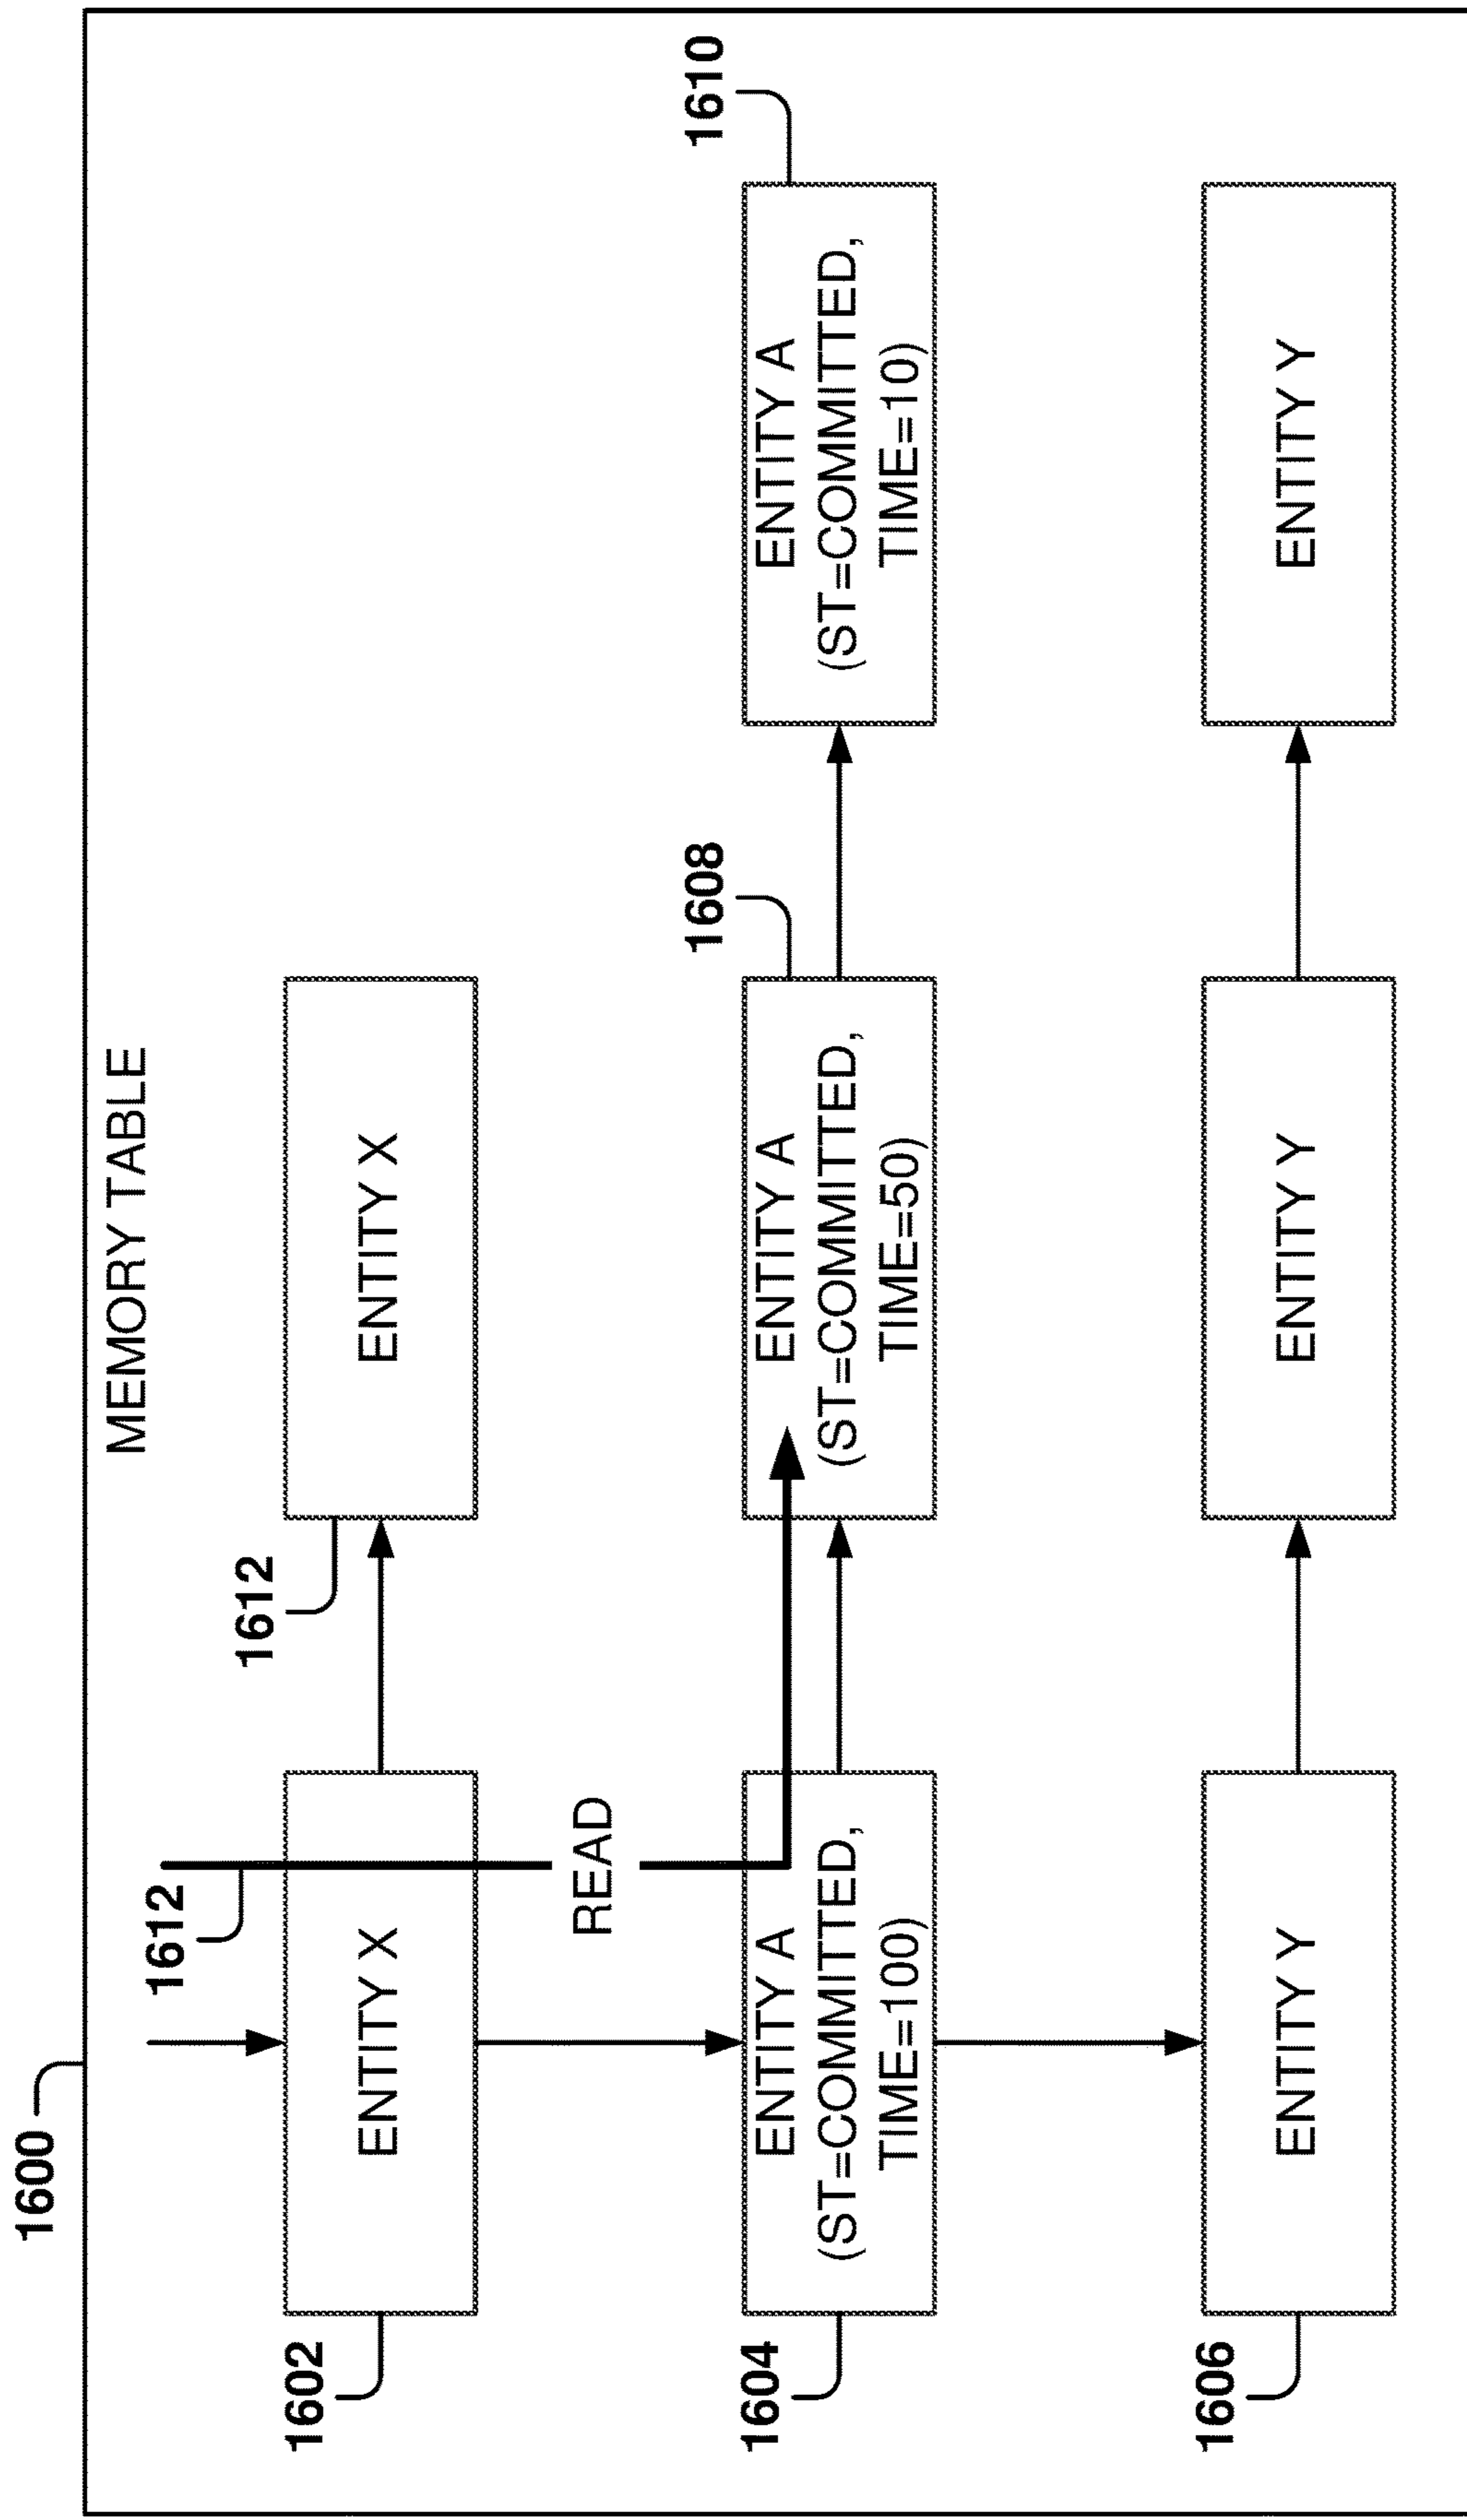 1600
MEMORY TABLE
1612
1612
1602
ENTITY X
ENTITY X
READ
1608
1610
1604
ENTITY A
(ST=COMMITTED,
TIME=100)
ENTITY A
(ST=COMMITTED,
TIME=50)
ENTITY A
(ST=COMMITTED,
TIME=10)
1606
ENTITY Y
ENTITY Y
ENTITY Y